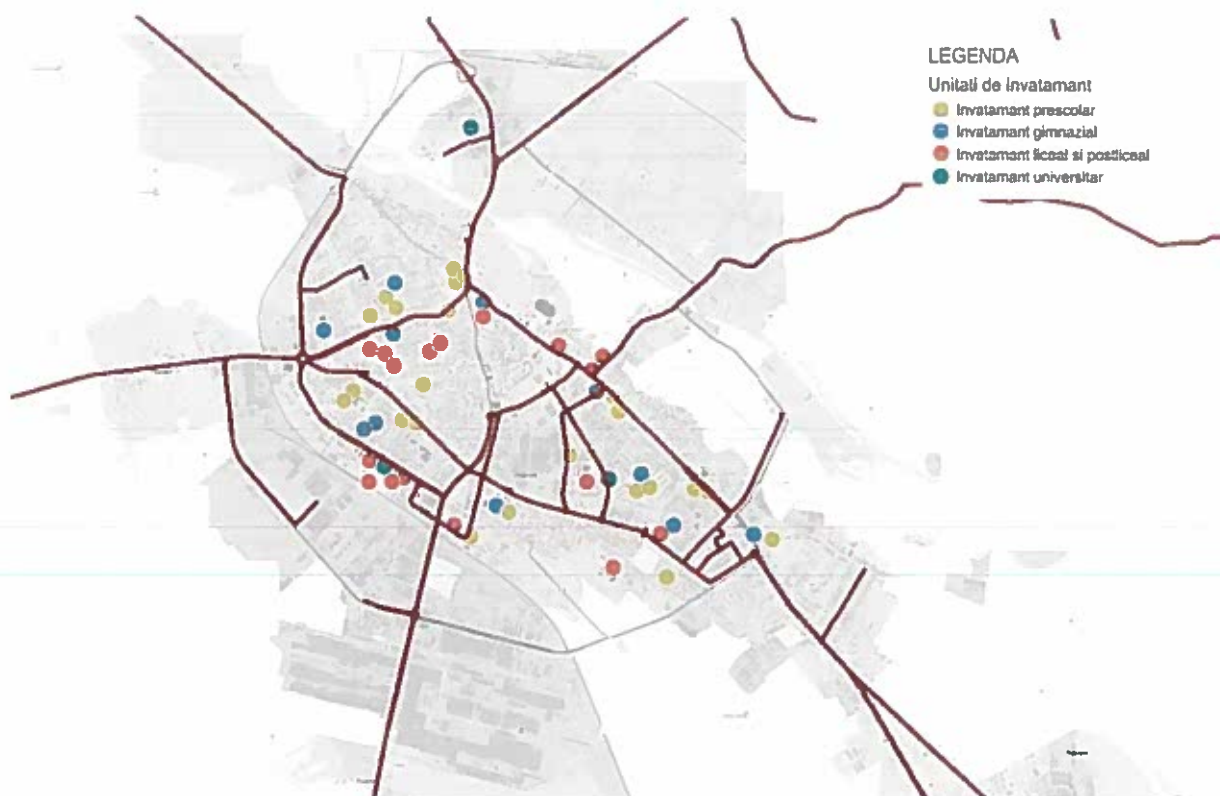 LEGENDA
Unitati de Invatamant
Invatamant prescolar
Invatamant gimnazial
Invatamant liceal si postliceal
Invatamant universitar